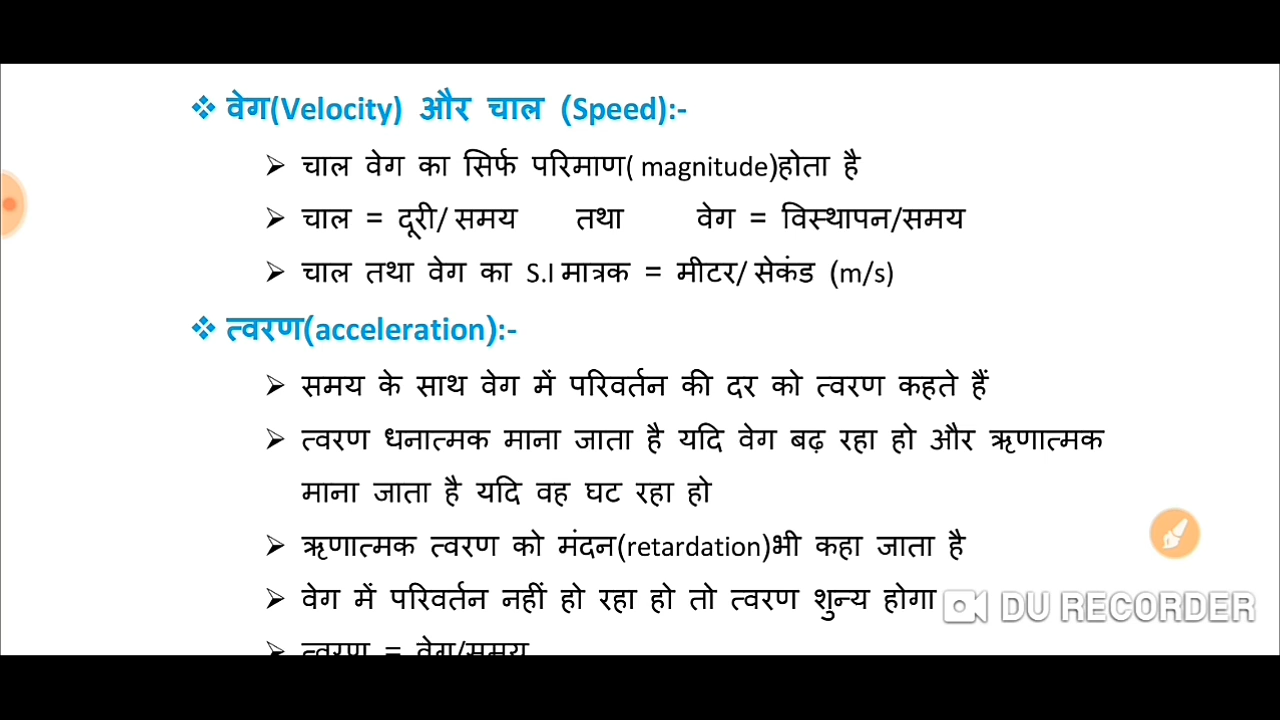 ❖ वेग(Velocity) और चाल (Speed):-
➤ चाल वेग का सिर्फ परिमाण( magnitude)होता है
➤ चाल = दूरी/ समय तथा वेग = विस्थापन/समय
➤ चाल तथा वेग का S.I मात्रक = मीटर/ सेकंड (m/s)
❖ त्वरण(acceleration):-
➤ समय के साथ वेग में परिवर्तन की दर को त्वरण कहते हैं
➤ त्वरण धनात्मक माना जाता है यदि वेग बढ़ रहा हो और ऋणात्मक
माना जाता है यदि वह घट रहा हो
➤ ऋणात्मक त्वरण को मंदन(retardation)भी कहा जाता है
➤ वेग में परिवर्तन नहीं हो रहा हो तो त्वरण शुन्य होगा
DU RECORDER
➤ त्वरण = वेग/समय